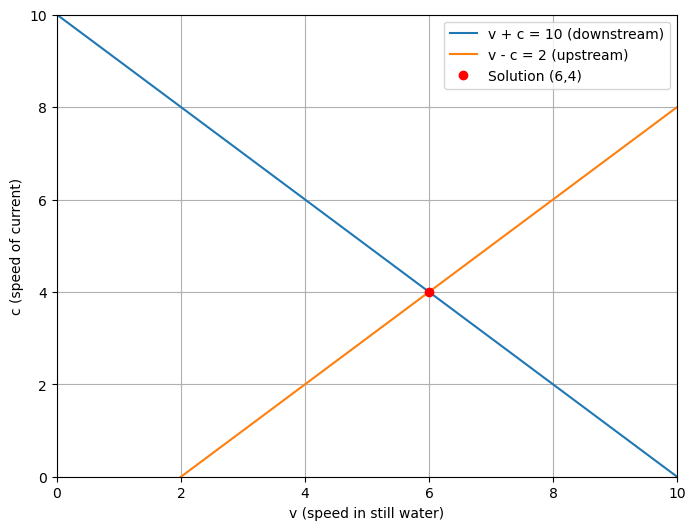 v + c = 10 (downstream)
v - c = 2 (upstream)
Solution (6,4)
10
8
6
4
2
0
c (speed of current)
0 2 4 6 8 10
v (speed in still water)